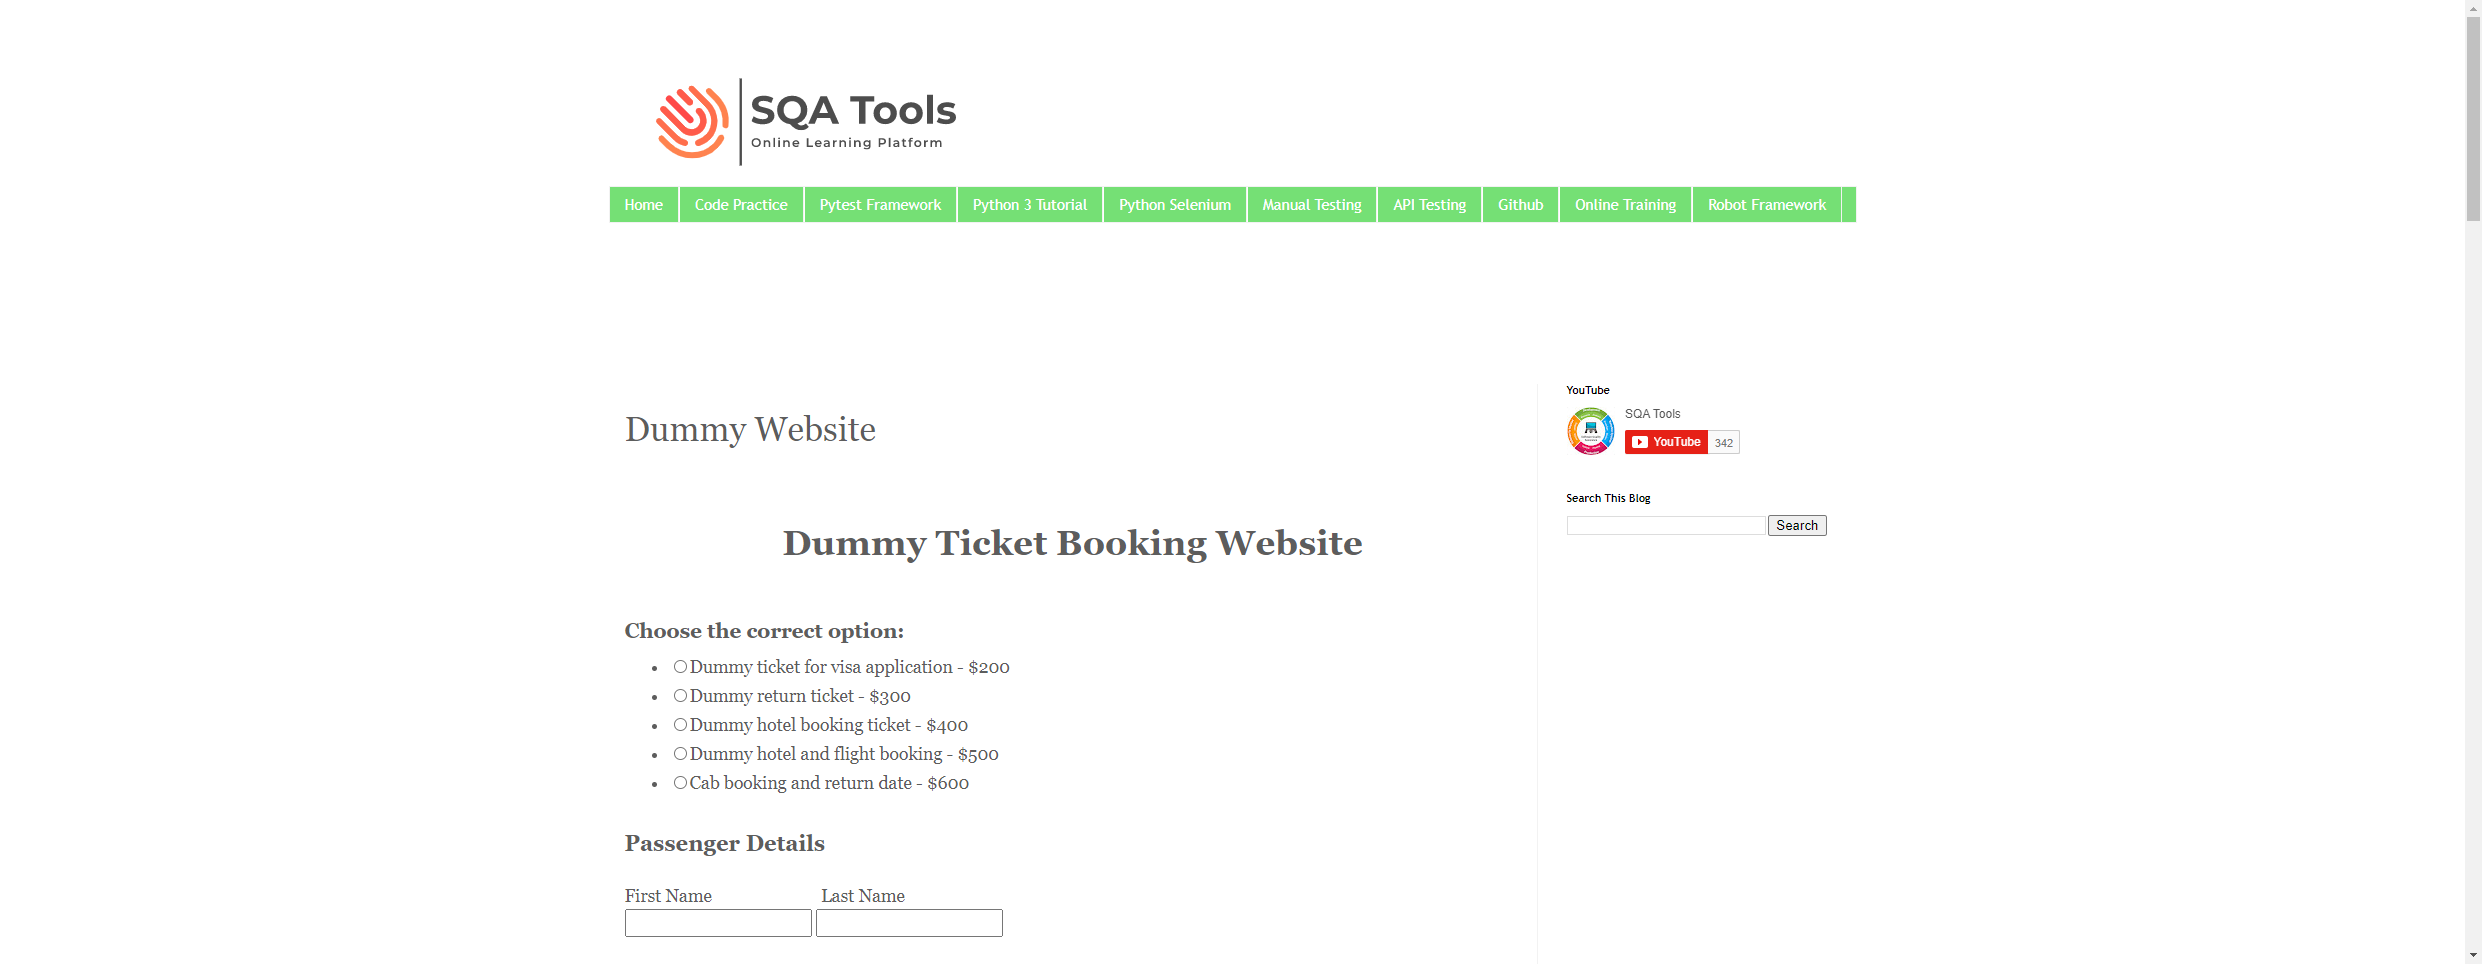 SQA Tools
Online Learning Platform
Home Code Practice Pytest Framework Python 3 Tutorial Python Selenium Manual Testing API Testing Github Online Training Robot Framework
Dummy Website
Dummy Ticket Booking Website
Choose the correct option:
Dummy ticket for visa application - $200
Dummy return ticket - $300
Dummy hotel booking ticket - $400
Dummy hotel and flight booking - $500
Cab booking and return date - $600
Passenger Details
First Name Last Name
YouTube
SQA Tools
YouTube 342
Search This Blog
Search